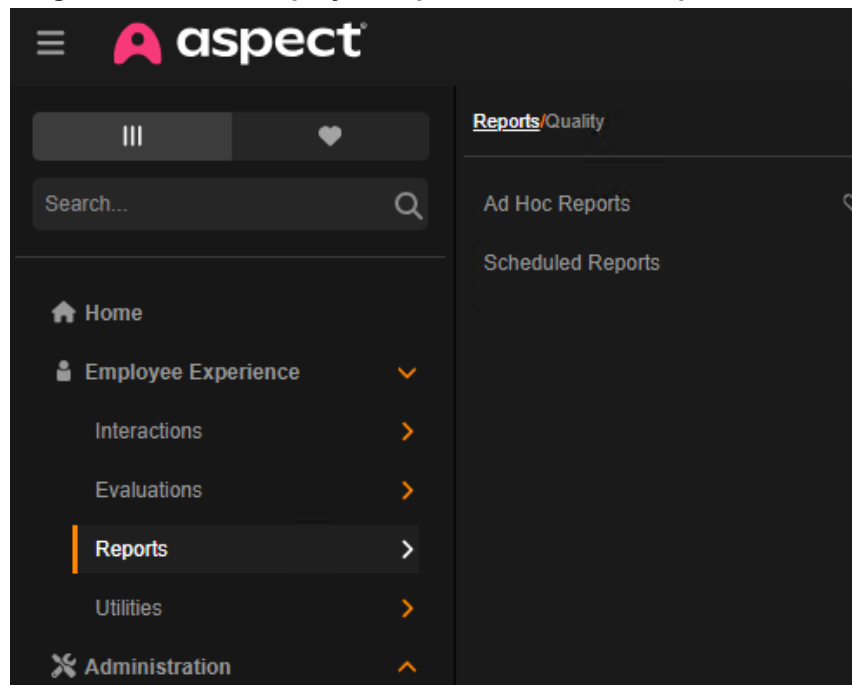 aspect
Reports/Quality
Search...
Ad Hoc Reports
Scheduled Reports
Home
Employee Experience
Interactions
Evaluations
Reports
Utilities
Administration